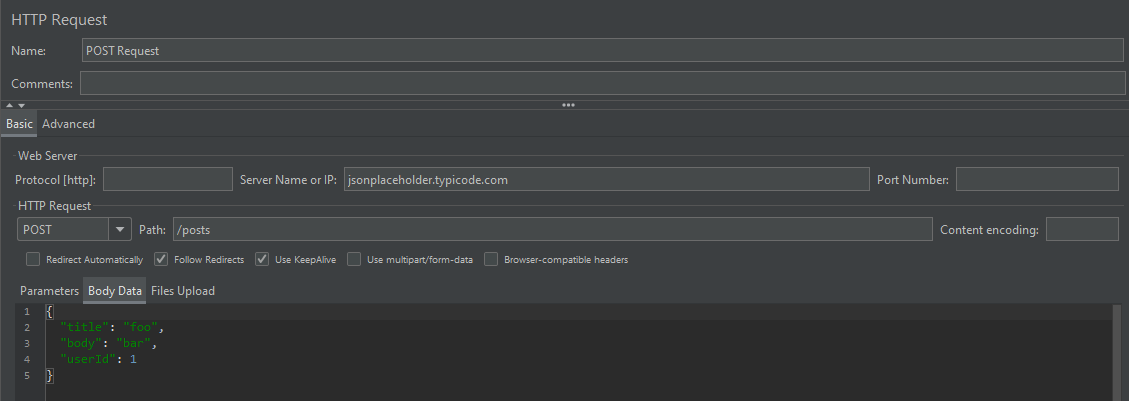 HTTP Request
Name: POST Request
Comments:
Basic Advanced
Web Server
Protocol [http]: Server Name or IP: jsonplaceholder.typicode.com Port Number:
HTTP Request
POST Path: /posts Content encoding:
Redirect Automatically Follow Redirects Use KeepAlive Use multipart/form-data Browser-compatible headers
Parameters Body Data Files Upload
1 {
2 "title": "foo",
3 "body": "bar",
4 "userId": 1
5 }